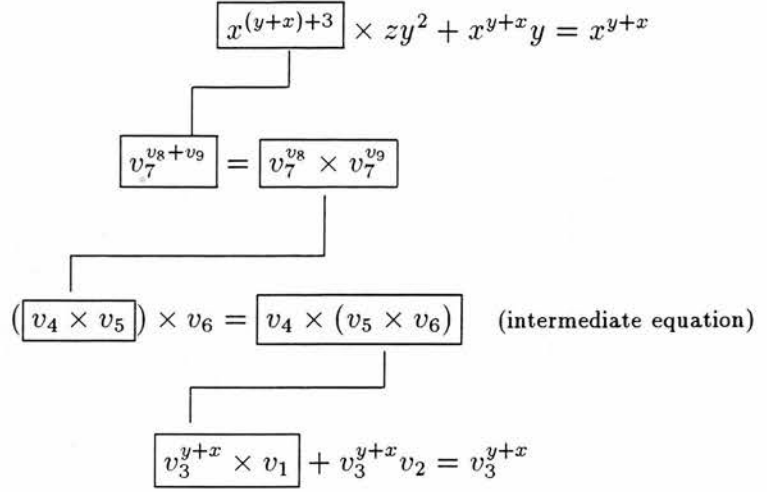 x^{(y+x)+3} × zy^2 + x^{y+x}y = x^{y+x}
v_7^{v_8+v_9} = v_7^{v_8} × v_7^{v_9}
(v_4 × v_5) × v_6 = v_4 × (v_5 × v_6) (intermediate equation)
v_3^{y+x} × v_1 + v_3^{y+x}v_2 = v_3^{y+x}